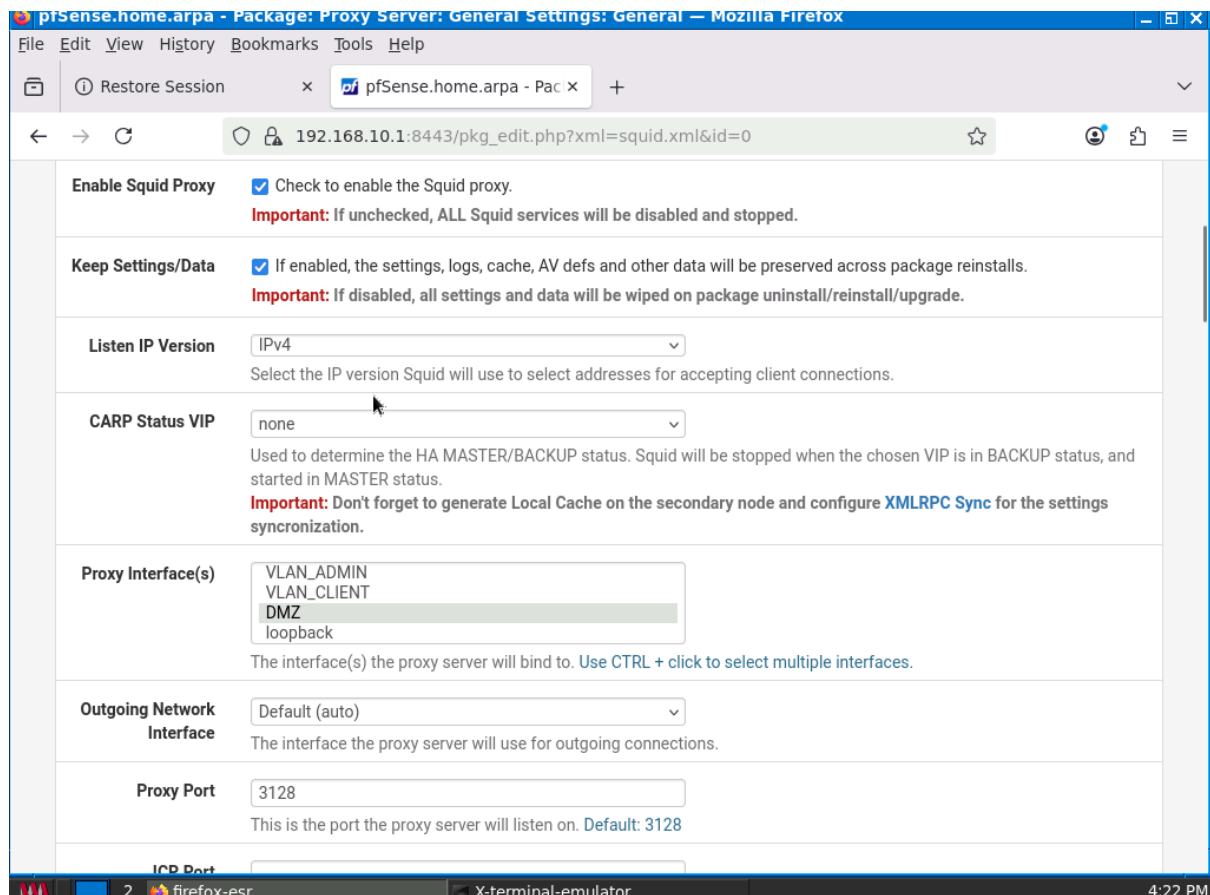 pfSense.home.arpa - Package: Proxy Server: General Settings: General — Mozilla Firefox
File Edit View History Bookmarks Tools Help
Restore Session
pfSense.home.arpa - Pac
192.168.10.1:8443/pkg_edit.php?xml=squid.xml&id=0
Enable Squid Proxy
Check to enable the Squid proxy.
Important: If unchecked, ALL Squid services will be disabled and stopped.
Keep Settings/Data
If enabled, the settings, logs, cache, AV defs and other data will be preserved across package reinstalls.
Important: If disabled, all settings and data will be wiped on package uninstall/reinstall/upgrade.
Listen IP Version
IPv4
Select the IP version Squid will use to select addresses for accepting client connections.
CARP Status VIP
none
Used to determine the HA MASTER/BACKUP status. Squid will be stopped when the chosen VIP is in BACKUP status, and
started in MASTER status.
Important: Don't forget to generate Local Cache on the secondary node and configure XMLRPC Sync for the settings
syncronization.
Proxy Interface(s)
VLAN_ADMIN
VLAN_CLIENT
DMZ
loopback
The interface(s) the proxy server will bind to. Use CTRL + click to select multiple interfaces.
Outgoing Network
Interface
Default (auto)
The interface the proxy server will use for outgoing connections.
Proxy Port
3128
This is the port the proxy server will listen on. Default: 3128
ICP Port
2 firefox-esr X-terminal-emulator 4:22 PM